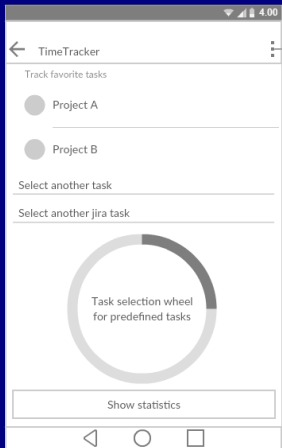 4.00
TimeTracker
Track favorite tasks
Project A
Project B
Select another task
Select another jira task
Task selection wheel
for predefined tasks
Show statistics